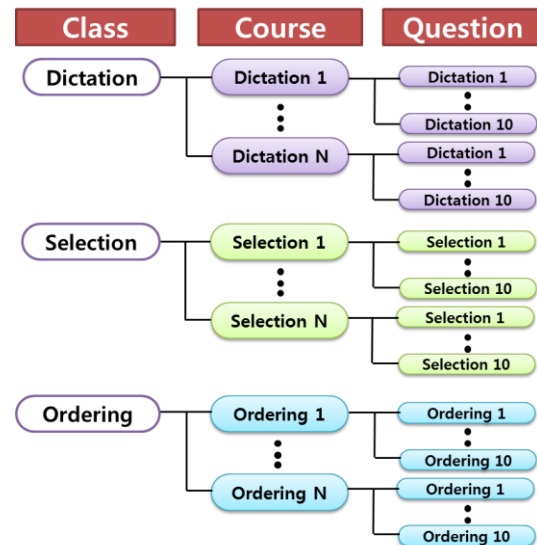 Class Course Question
Dictation Dictation 1 Dictation 1
Dictation 10
Dictation N Dictation 1
Dictation 10
Selection Selection 1 Selection 1
Selection 10
Selection N Selection 1
Selection 10
Ordering Ordering 1 Ordering 1
Ordering 10
Ordering N Ordering 1
Ordering 10